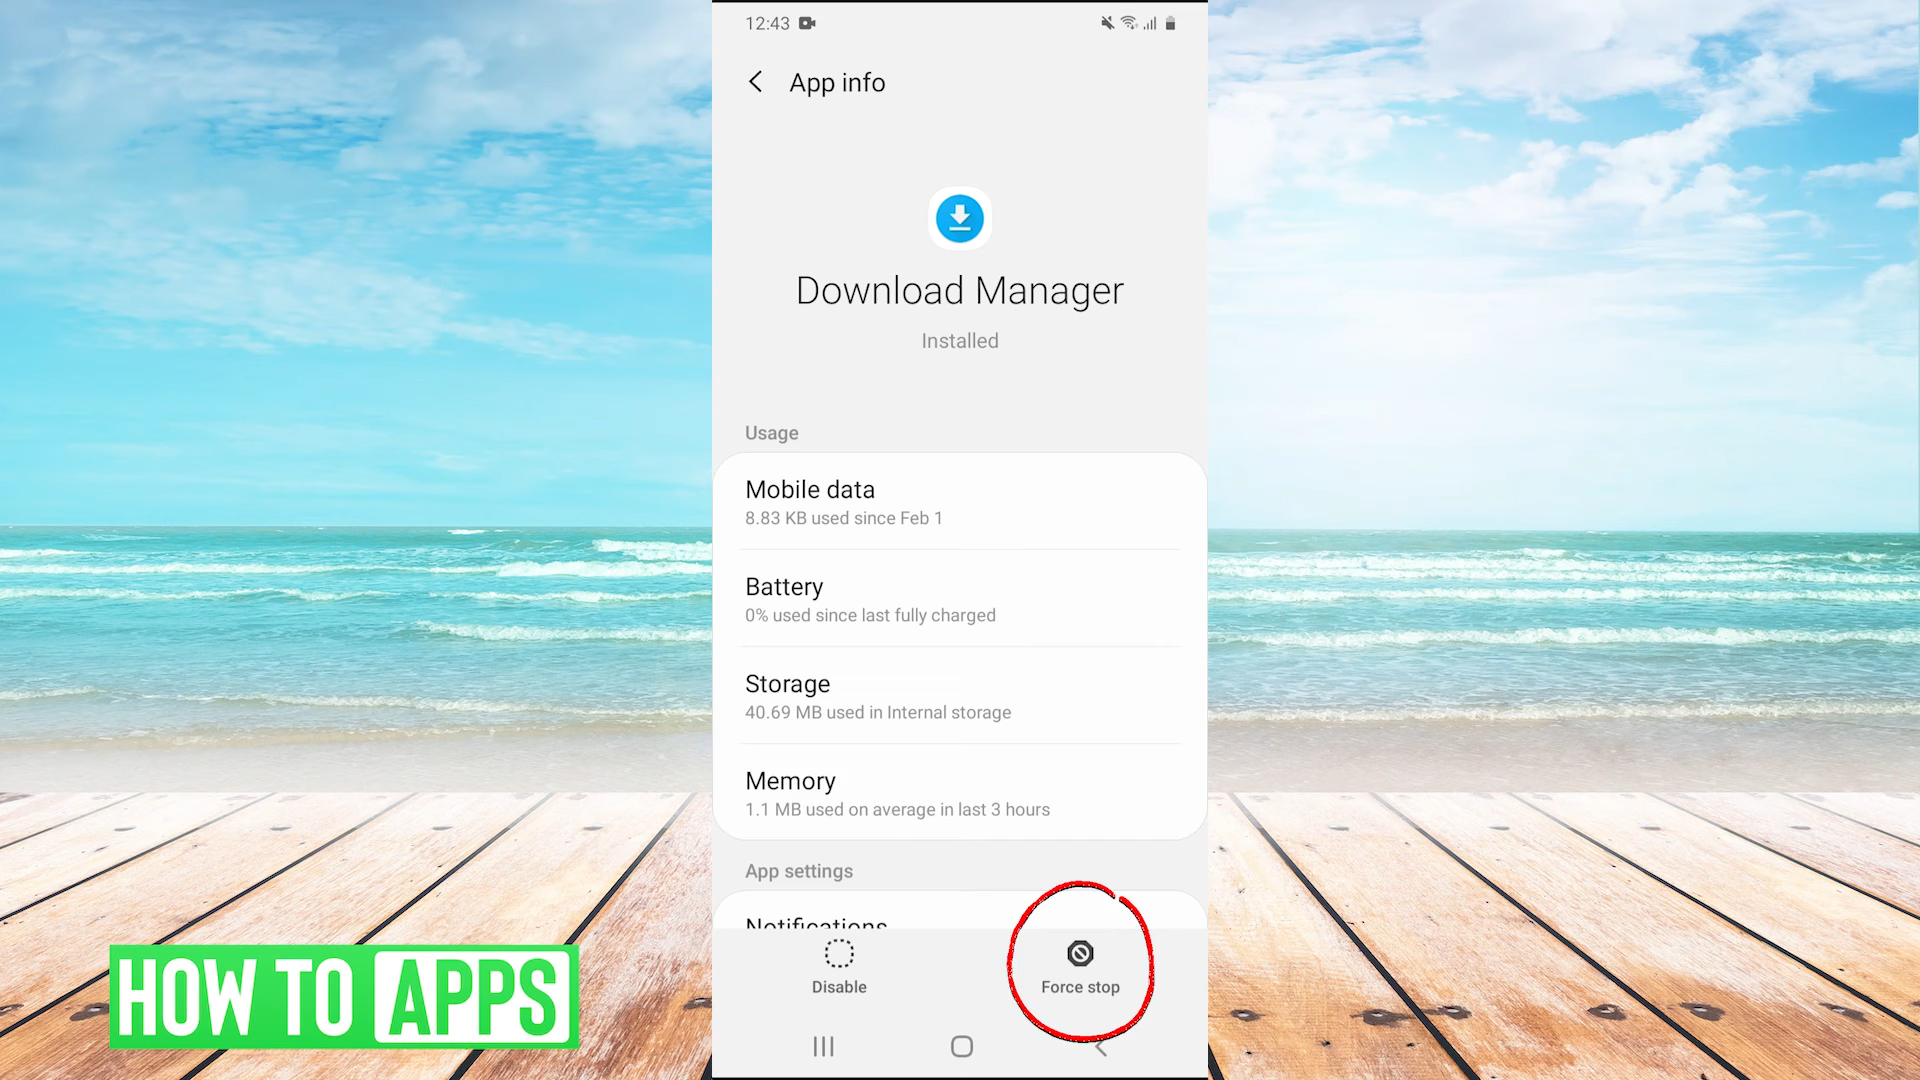 12:43
App info
Download Manager
Installed
Usage
Mobile data
8.83 KB used since Feb 1
Battery
0% used since last fully charged
Storage
40.69 MB used in Internal storage
Memory
1.1 MB used on average in last 3 hours
App settings
Notifications
Disable
Force stop
HOW TO APPS